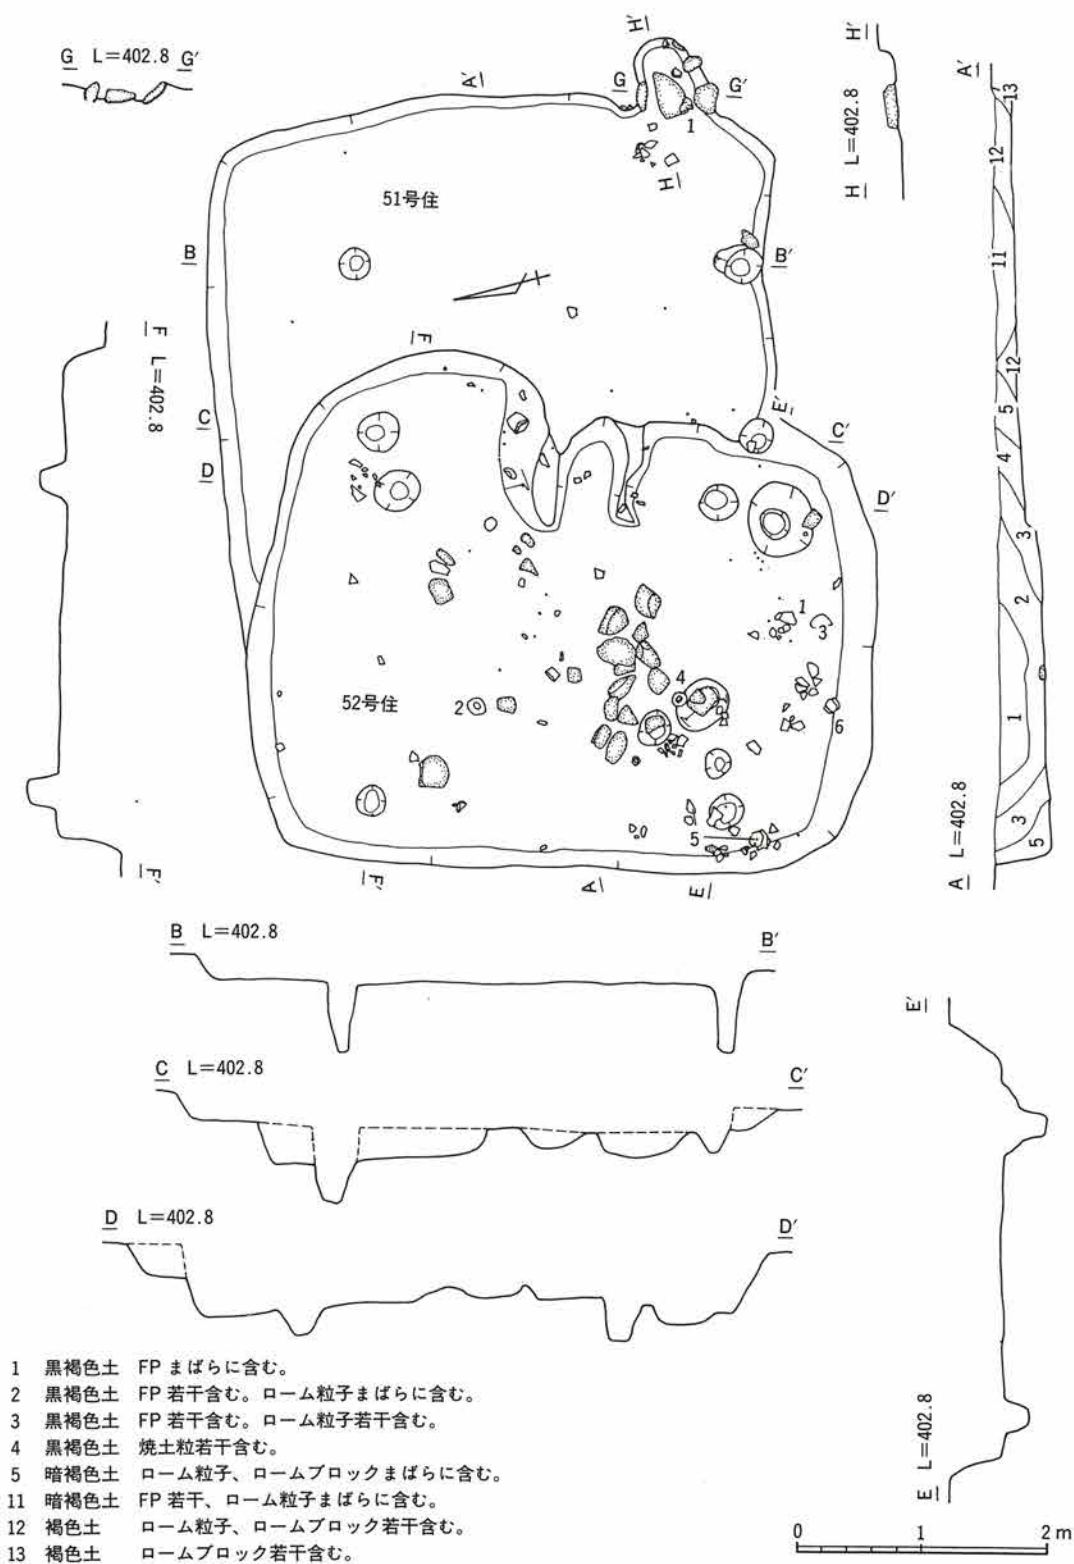 G L=402.8 G′
A′
H′
G
G′
1
H
H′
L=402.8
H
A′
13
12
11
12
5
4
3
2
1
3
5
A L=402.8
51号住
B
B′
F
L=402.8
F′
F
C
D
E′
C′
D′
1
3
4
52号住
2
6
5
F′
A
E
B L=402.8
B′
C L=402.8
C′
D L=402.8
D′
E′
E L=402.8
1 黒褐色土 FP まばらに含む。
2 黒褐色土 FP 若干含む。ローム粒子まばらに含む。
3 黒褐色土 FP 若干含む。ローム粒子若干含む。
4 黒褐色土 焼土粒若干含む。
5 暗褐色土 ローム粒子、ロームブロックまばらに含む。
11 暗褐色土 FP 若干、ローム粒子まばらに含む。
12 褐色土 ローム粒子、ロームブロック若干含む。
13 褐色土 ロームブロック若干含む。
0 1 2 m